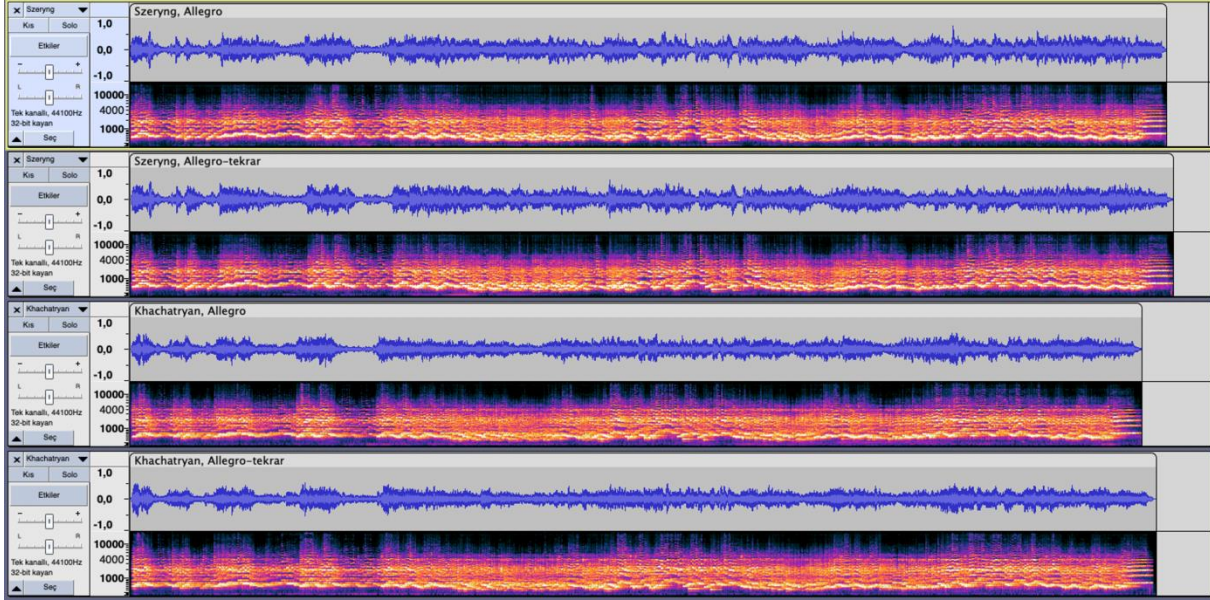 × Szeryng ▼
Kıs Solo
Etkiler
- +
L R
Tek kanallı, 44100Hz
32-bit kayan
Seç
1,0
0,0
-1,0
10000
4000
1000
Szeryng, Allegro
× Szeryng ▼
Kıs Solo
Etkiler
- +
L R
Tek kanallı, 44100Hz
32-bit kayan
Seç
1,0
0,0
-1,0
10000
4000
1000
Szeryng, Allegro-tekrar
× Khachatryan ▼
Kıs Solo
Etkiler
- +
L R
Tek kanallı, 44100Hz
32-bit kayan
Seç
1,0
0,0
-1,0
10000
4000
1000
Khachatryan, Allegro
× Khachatryan ▼
Kıs Solo
Etkiler
- +
L R
Tek kanallı, 44100Hz
32-bit kayan
Seç
1,0
0,0
-1,0
10000
4000
1000
Khachatryan, Allegro-tekrar